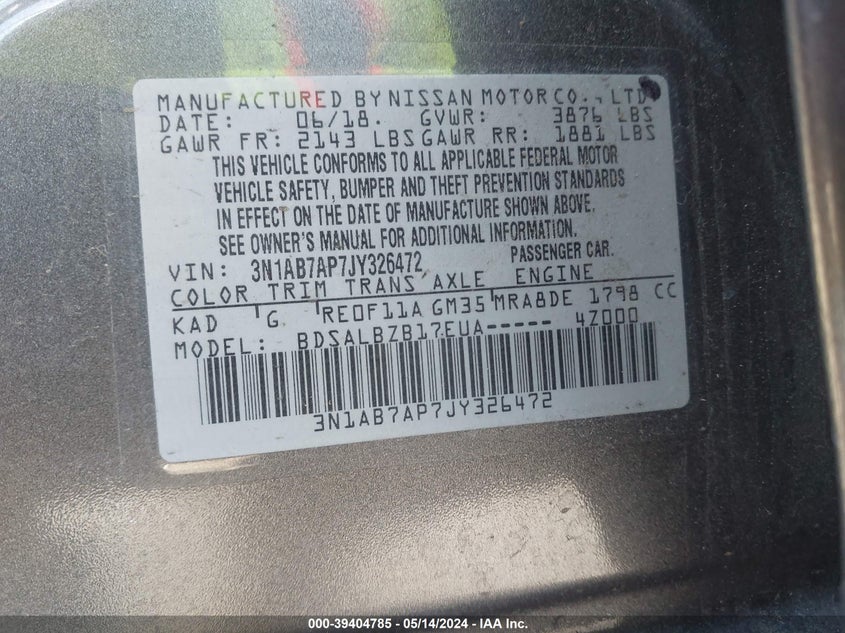 MANUFACTURED BY NISSAN MOTOR CO., LTD.
DATE: 06/18. GVWR: 3876 LBS
GAWR FR: 2143 LBS GAWR RR: 1881 LBS
THIS VEHICLE CONFORMS TO ALL APPLICABLE FEDERAL MOTOR
VEHICLE SAFETY, BUMPER AND THEFT PREVENTION STANDARDS
IN EFFECT ON THE DATE OF MANUFACTURE SHOWN ABOVE.
SEE OWNER'S MANUAL FOR ADDITIONAL INFORMATION.
VIN: 3N1AB7AP7JY326472 PASSENGER CAR.
COLOR TRIM TRANS AXLE ENGINE
KAD G RE0F11A GM35 MRA8DE 1798 CC
MODEL: BDSALBZB17EUA----- 4Z000
3N1AB7AP7JY326472
000-39404785 - 05/14/2024 - IAA Inc.